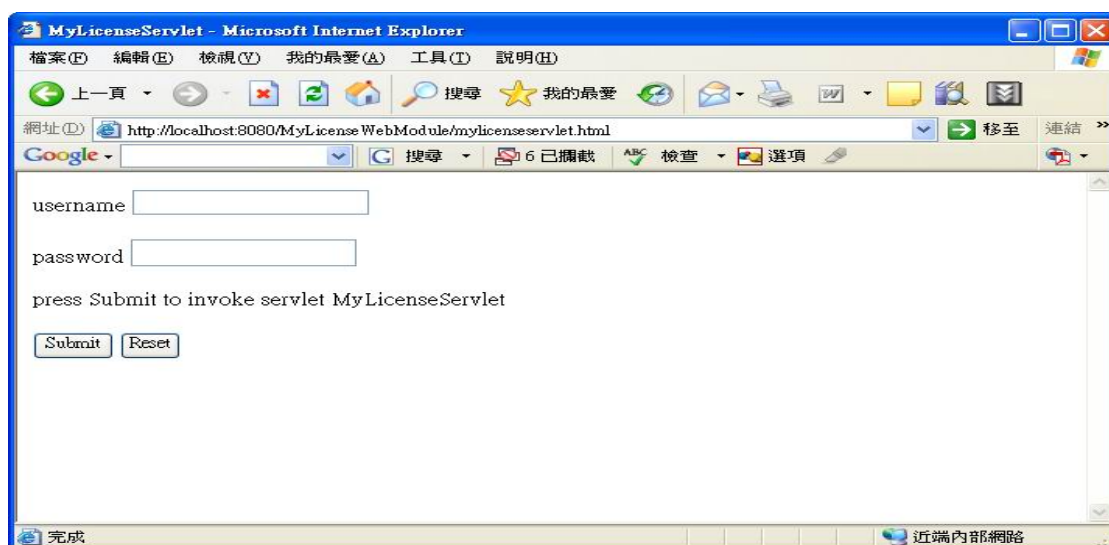 MyLicenseServlet - Microsoft Internet Explorer
檔案(F) 編輯(E) 檢視(V) 我的最愛(A) 工具(T) 說明(H)
上一頁 搜尋 我的最愛
網址(D) http://localhost:8080/MyLicenseWebModule/mylicenseservlet.html 移至 連結 »
Google 搜尋 6 已攔截 ABC 檢查 選項
username
password
press Submit to invoke servlet MyLicenseServlet
Submit Reset
完成 近端內部網路